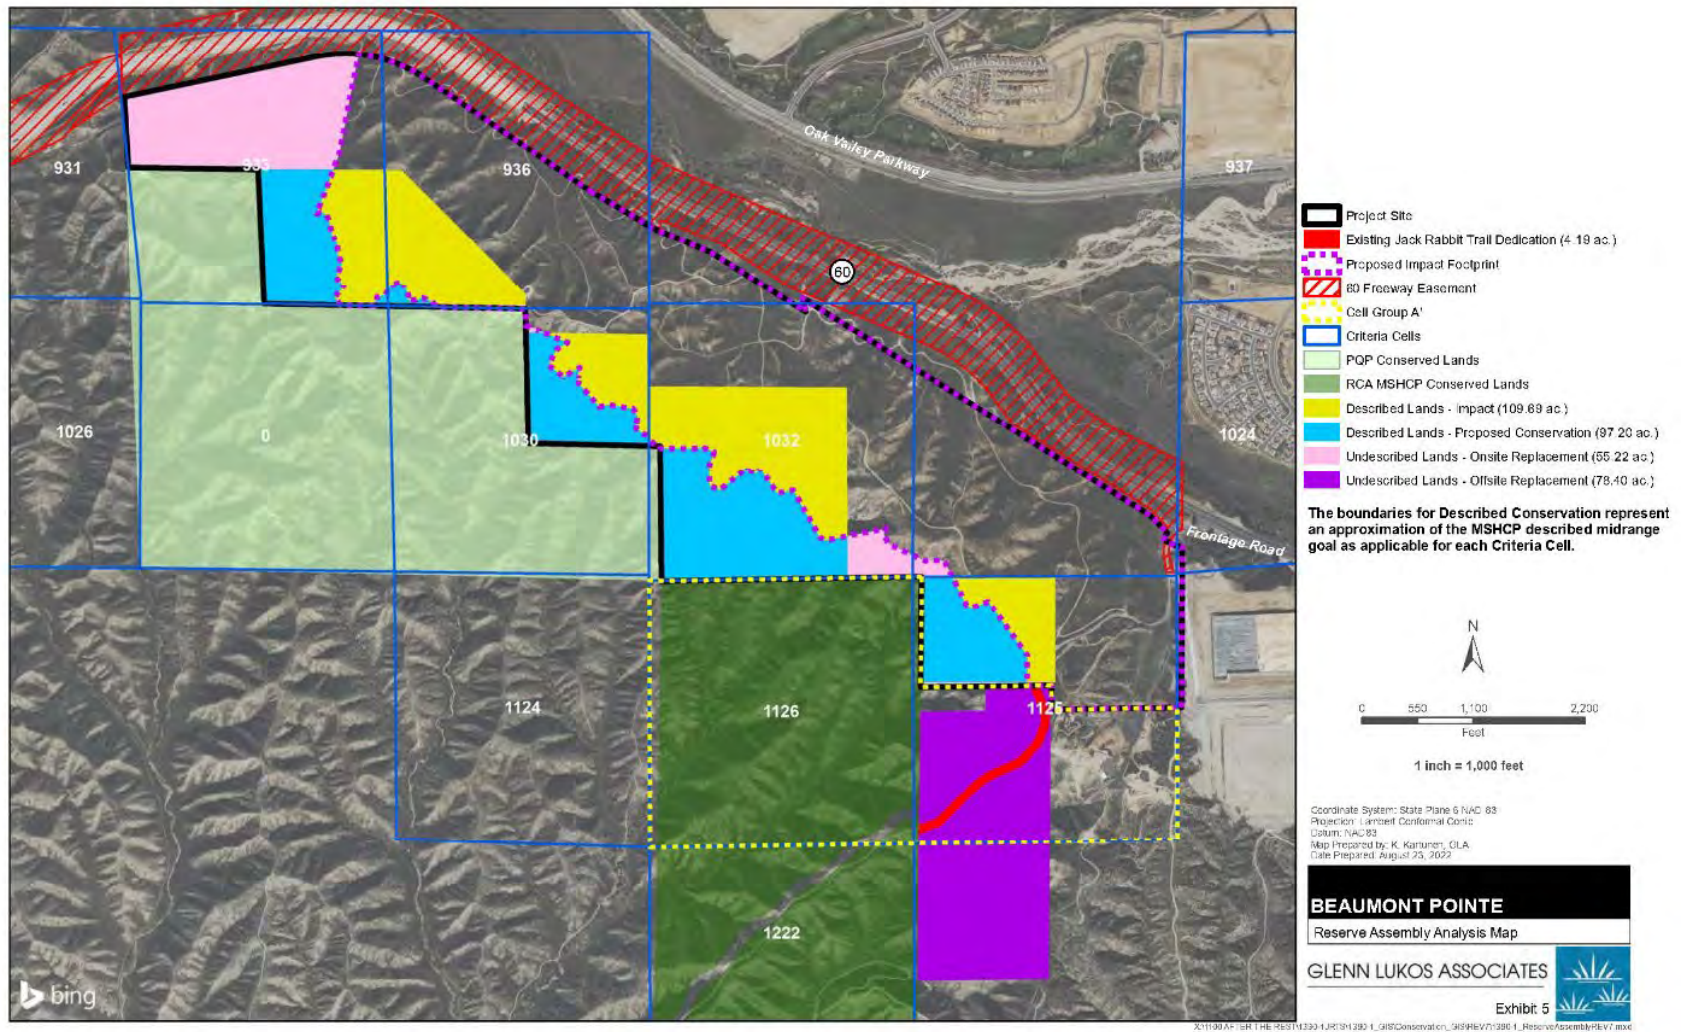 Oak Valley Parkway
931
935
936
937
60
1026
0
1030
1032
1024
Frontage Road
1124
1126
1125
1222
bing
Project Site
Existing Jack Rabbit Trail Dedication (4.19 ac.)
Proposed Impact Footprint
60 Freeway Easement
Cell Group A'
Criteria Cells
PQP Conserved Lands
RCA MSHCP Conserved Lands
Described Lands - Impact (109.69 ac.)
Described Lands - Proposed Conservation (97.20 ac.)
Undescribed Lands - Onsite Replacement (55.22 ac.)
Undescribed Lands - Offsite Replacement (78.40 ac.)
The boundaries for Described Conservation represent
an approximation of the MSHCP described midrange
goal as applicable for each Criteria Cell.
N
0 550 1,100 2,200
Feet
1 inch = 1,000 feet
Coordinate System: State Plane 6 NAD 83
Projection: Lambert Conformal Conic
Datum: NAD83
Map Prepared by: K. Kartunen, GLA
Date Prepared: August 23, 2022
BEAUMONT POINTE
Reserve Assembly Analysis Map
GLENN LUKOS ASSOCIATES
Exhibit 5